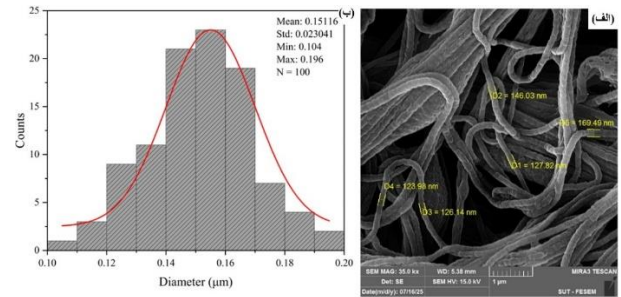 (ب)
Mean: 0.15116
Std: 0.023041
Min: 0.104
Max: 0.196
N = 100
25
20
15
10
5
0
Counts
0.10 0.12 0.14 0.16 0.18 0.20
Diameter (μm)
(الف)
D2 = 146.03 nm
D5 = 169.49 nm
D1 = 127.82 nm
D4 = 123.98 nm
D3 = 126.14 nm
SEM MAG: 35.0 kx WD: 5.38 mm MIRA3 TESCAN
Det: SE SEM HV: 15.0 kV 1 μm
Date(m/d/y): 07/16/25 SUT - FESEM